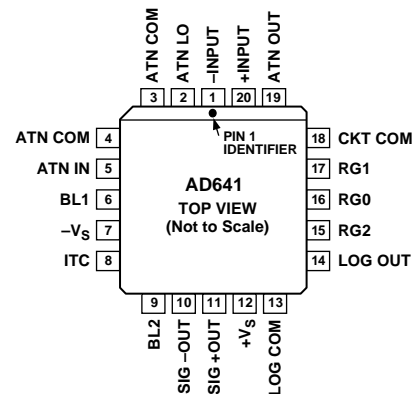 ATN COM
ATN LO
–INPUT
+INPUT
ATN OUT
3
2
1
20
19
PIN 1
IDENTIFIER
ATN COM 4
ATN IN 5
BL1 6
–VS 7
ITC 8
18 CKT COM
17 RG1
16 RG0
15 RG2
14 LOG OUT
AD641
TOP VIEW
(Not to Scale)
9
10
11
12
13
BL2
SIG –OUT
SIG +OUT
+VS
LOG COM